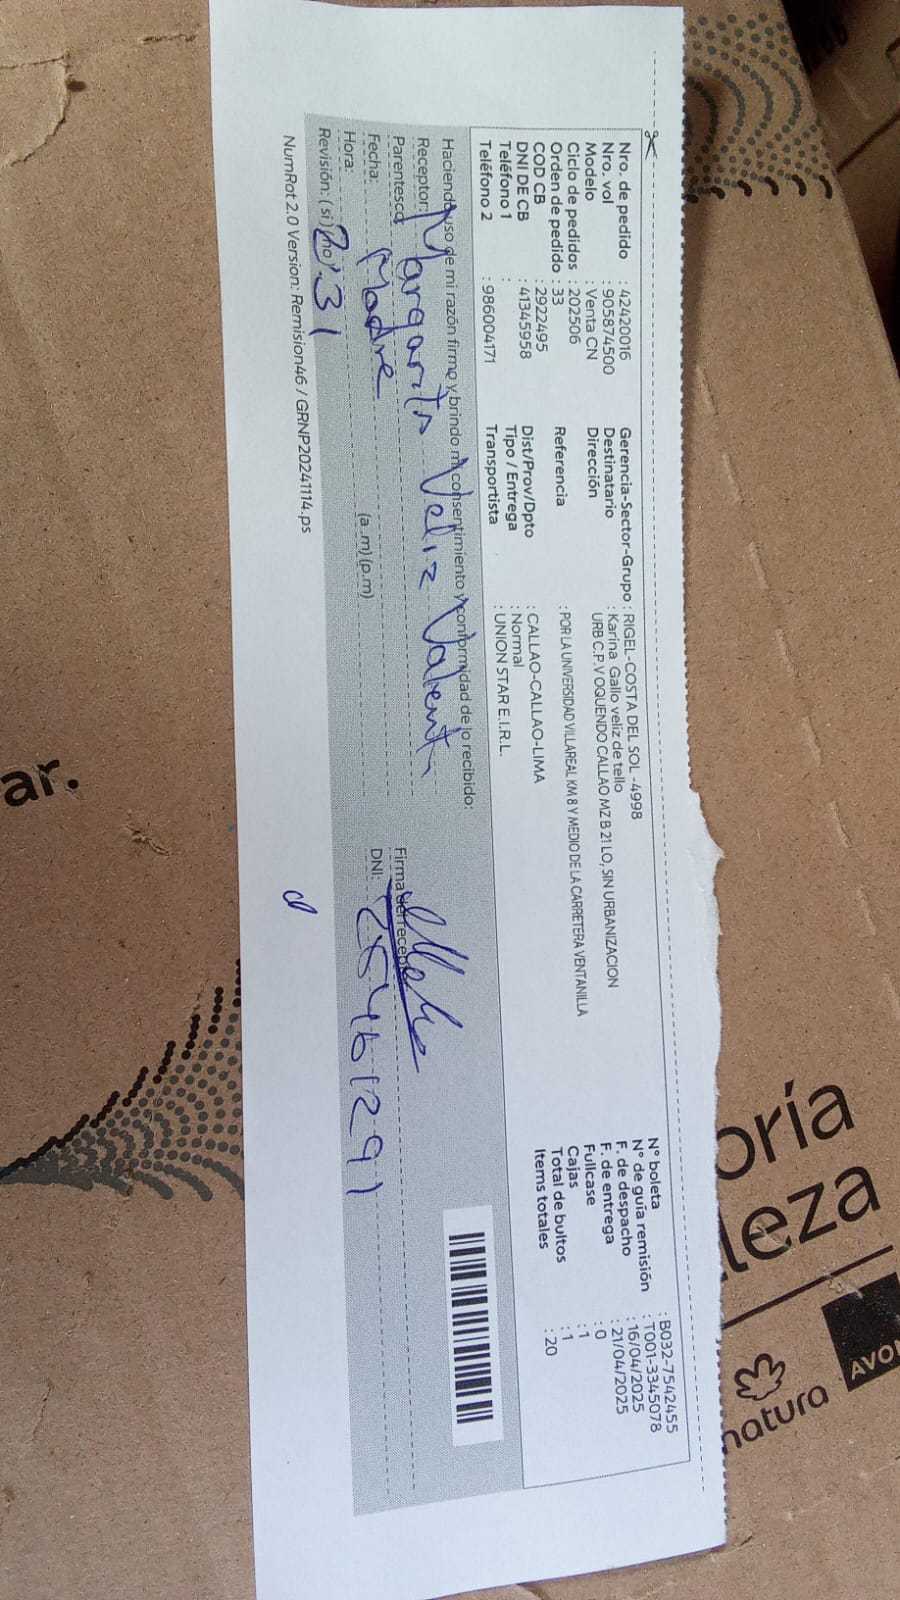 Nro. de pedido : 42420016
Nro. vol : 905874500
Modelo : Venta CN
Ciclo de pedidos : 202506
Orden de pedido : 33
COD CB : 2922495
DNI DE CB : 41345958
Teléfono 1 :
Teléfono 2 : 986004171
Gerencia-Sector-Grupo : RIGEL-COSTA DEL SOL -4998
Destinatario : Karina Gallo veliz de tello
Dirección URB C.P.V OQUENDO CALLAO MZ B 21 LO, SIN URBANIZACION
Referencia : POR LA UNIVERSIDAD VILLAREAL KM 8 Y MEDIO DE LA CARRETERA VENTANILLA
Dist/Prov/Dpto : CALLAO-CALLAO-LIMA
Tipo / Entrega : Normal
Transportista : UNION STAR E.I.R.L.
N° boleta : B032-7542455
N° de guía remisión : T001-3345078
F. de despacho : 16/04/2025
F. de entrega : 21/04/2025
Fullcase : 0
Cajas : 1
Total de bultos : 1
Items totales : 20
Haciendo uso de mi razón firmo y brindo mi consentimiento y conformidad de lo recibido:
Receptor: Margarita Veliz
Parentesco Madre
Fecha:
Hora: (a .m) (p.m)
Revisión: ( si ) (no) 2:31
Firma del receptor
DNI:
NumRot 2.0 Version: Remision46 / GRNP20241114.ps
ar.
oría
leza
natura
AVO